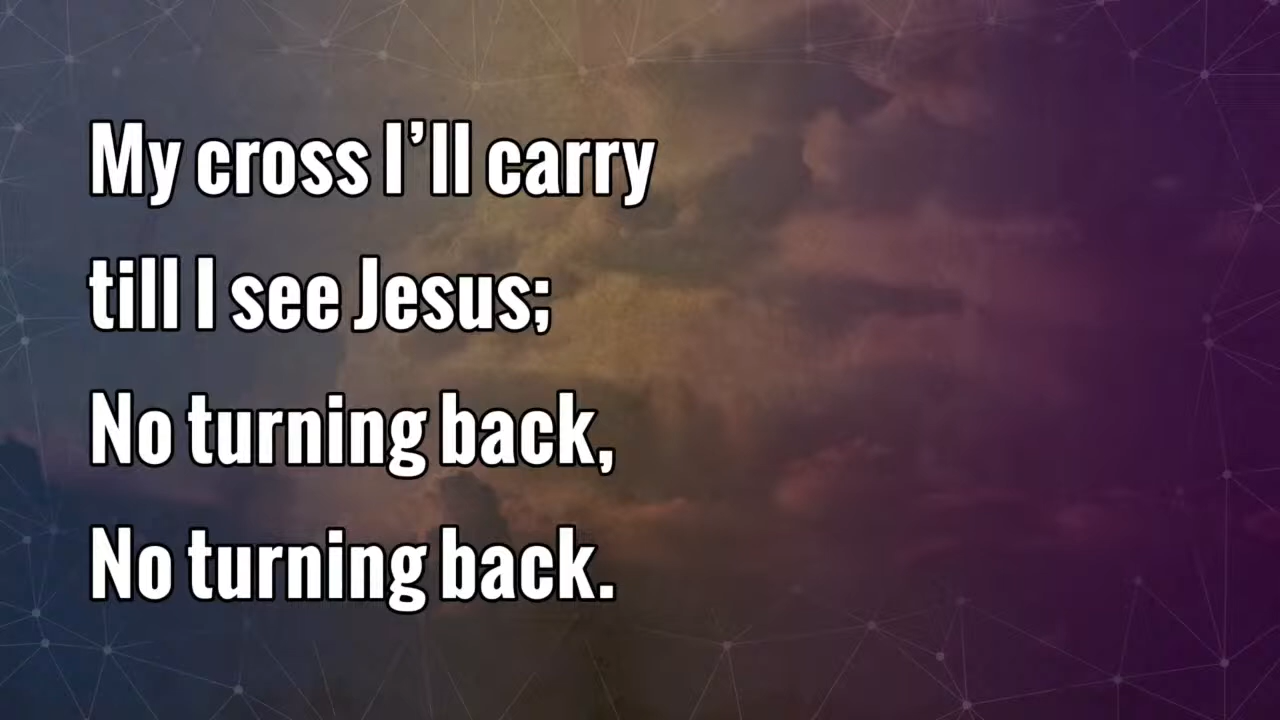 My cross I’ll carry
till I see Jesus;
No turning back,
No turning back.